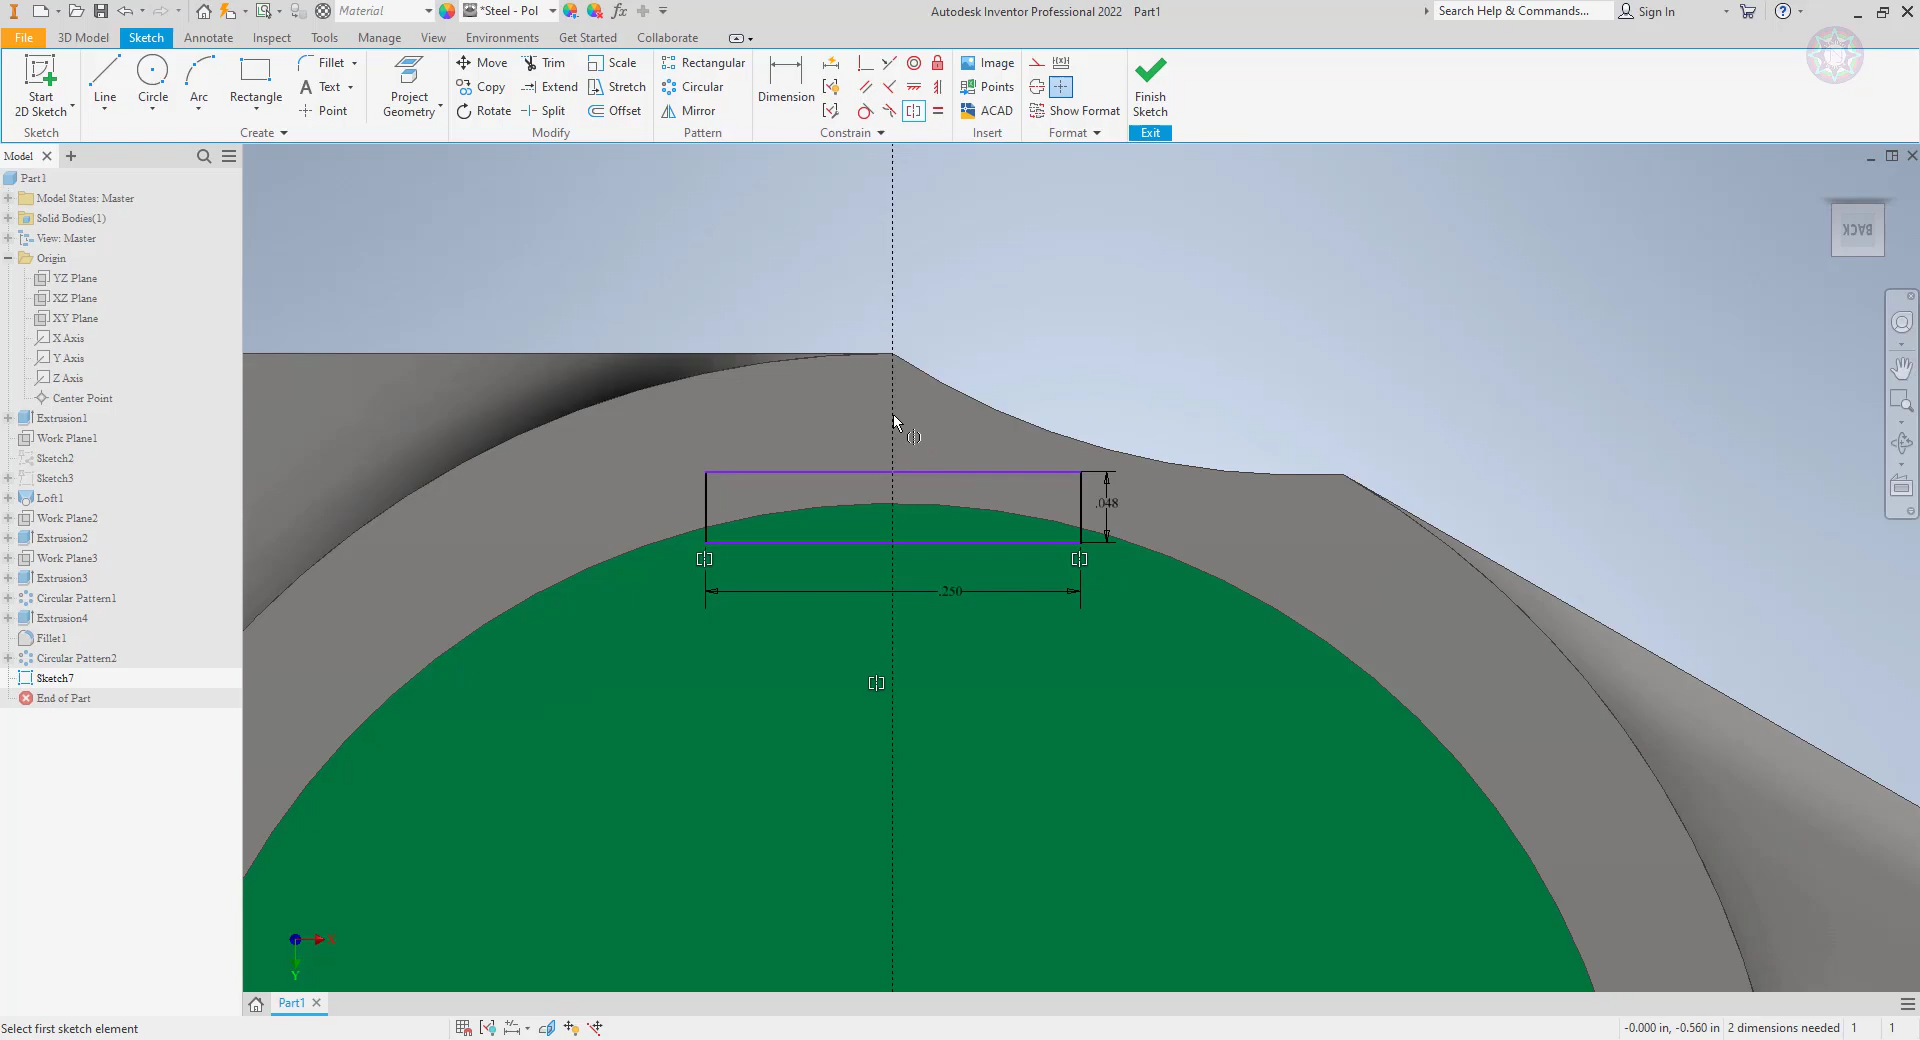 Material
*Steel - Pol
Autodesk Inventor Professional 2022 Part1
Search Help & Commands...
Sign In
File
3D Model
Sketch
Annotate
Inspect
Tools
Manage
View
Environments
Get Started
Collaborate
Start
2D Sketch
Line
Circle
Arc
Rectangle
Fillet
Text
Point
Project
Geometry
Move
Copy
Rotate
Trim
Extend
Split
Scale
Stretch
Offset
Rectangular
Circular
Mirror
Dimension
Image
Points
ACAD
Show Format
Finish
Sketch
Sketch
Create
Modify
Pattern
Constrain
Insert
Format
Exit
Model
Part1
Model States: Master
Solid Bodies(1)
View: Master
Origin
YZ Plane
XZ Plane
XY Plane
X Axis
Y Axis
Z Axis
Center Point
Extrusion1
Work Plane1
Sketch2
Sketch3
Loft1
Work Plane2
Extrusion2
Work Plane3
Extrusion3
Circular Pattern1
Extrusion4
Fillet1
Circular Pattern2
Sketch7
End of Part
BACK
.048
.250
X
Y
Part1
Select first sketch element
-0.000 in, -0.560 in
2 dimensions needed
1
1